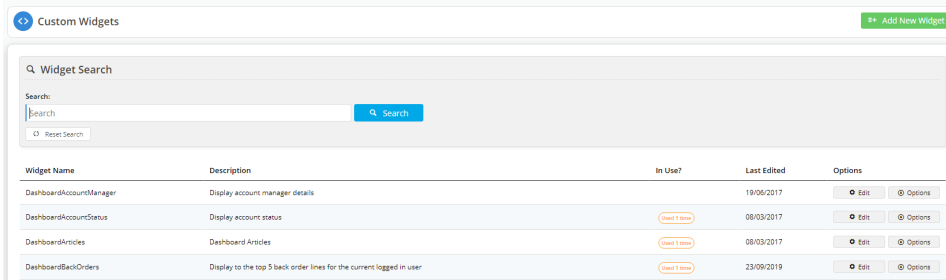 Custom Widgets
Add New Widget
Widget Search
Search:
Search
Search
Reset Search
Widget Name Description In Use? Last Edited Options
DashboardAccountManager Display account manager details 19/06/2017 Edit Options
DashboardAccountStatus Display account status Used 1 time 08/03/2017 Edit Options
DashboardArticles Dashboard Articles Used 1 time 08/03/2017 Edit Options
DashboardBackOrders Display to the top 5 back order lines for the current logged in user Used 1 time 23/09/2019 Edit Options